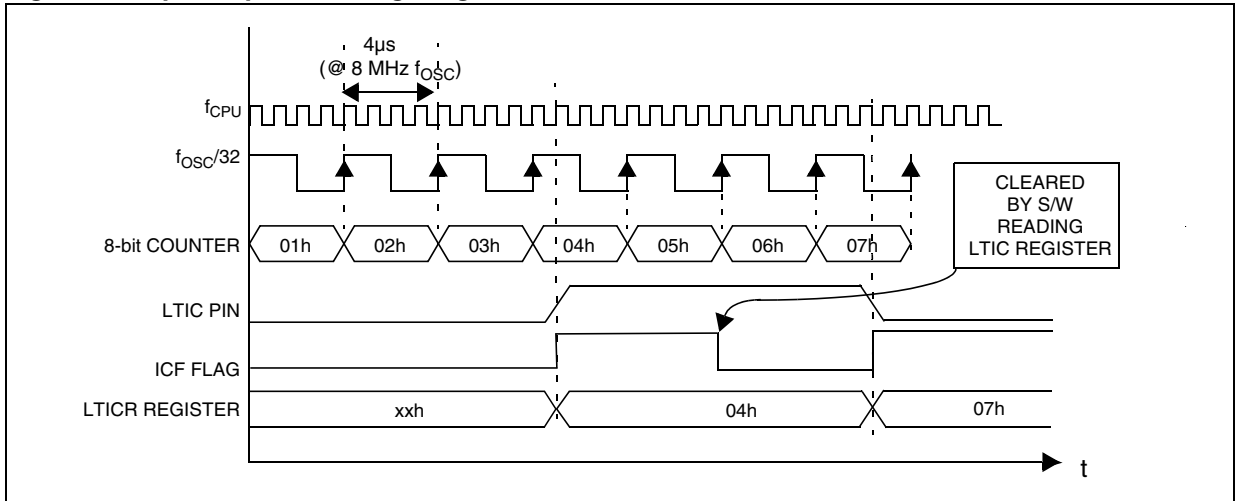 4µs
(@ 8 MHz fOSC)
fCPU
fOSC/32
CLEARED
BY S/W
READING
LTIC REGISTER
8-bit COUNTER
01h 02h 03h 04h 05h 06h 07h
LTIC PIN
ICF FLAG
LTICR REGISTER
xxh 04h 07h
t